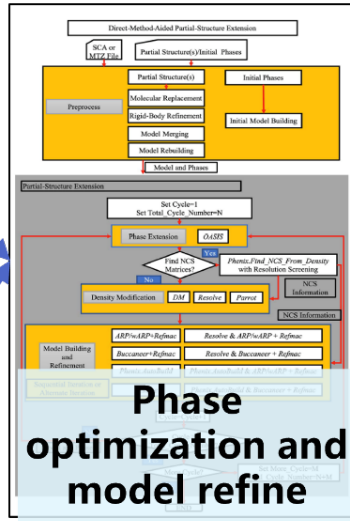 Direct-Method-Aided Partial-Structure Extension
SCA or
MTZ File
Partial Structure(s)/Initial Phases
Partial Structure(s)
Initial Phases
Preprocess
Molecular Replacement
Rigid-Body Refinement
Initial Model Building
Model Merging
Model Rebuilding
Model and Phases
Partial-Structure Extension
Set Cycle=1
Set Total_Cycle_Number=N
Phase Extension
OASIS
Find NCS
Matrices?
Yes
Phenix.Find_NCS_From_Density
with Resolution Screening
No
NCS
Information
Density Modification
DM
Resolve
Parrot
NCS Information
Model Building
and
Refinement
ARP/wARP+Refmac
Resolve & ARP/wARP + Refmac
Buccaneer+Refmac
Resolve & Buccaneer + Refmac
Phenix.AutoBuild
Phase
optimization and
model refine
END